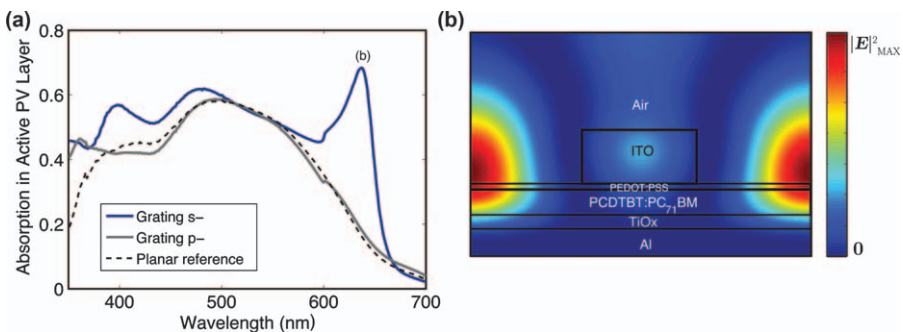 (a)
0.8
0.6
0.4
0.2
0
Absorption in Active PV Layer
(b)
Grating s–
Grating p–
Planar reference
400
500
600
700
Wavelength (nm)
(b)
Air
ITO
PEDOT:PSS
PCDTBT:PC71BM
TiOx
Al
|E|²MAX
0